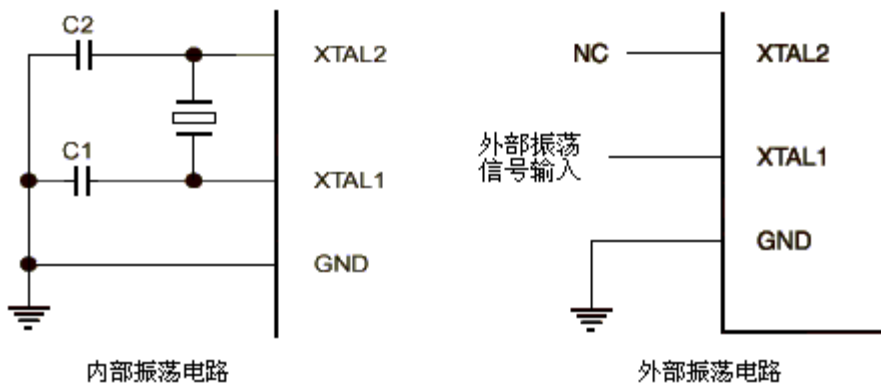 C2
XTAL2
C1
XTAL1
GND
内部振荡电路
NC
XTAL2
外部振荡
信号输入
XTAL1
GND
外部振荡电路